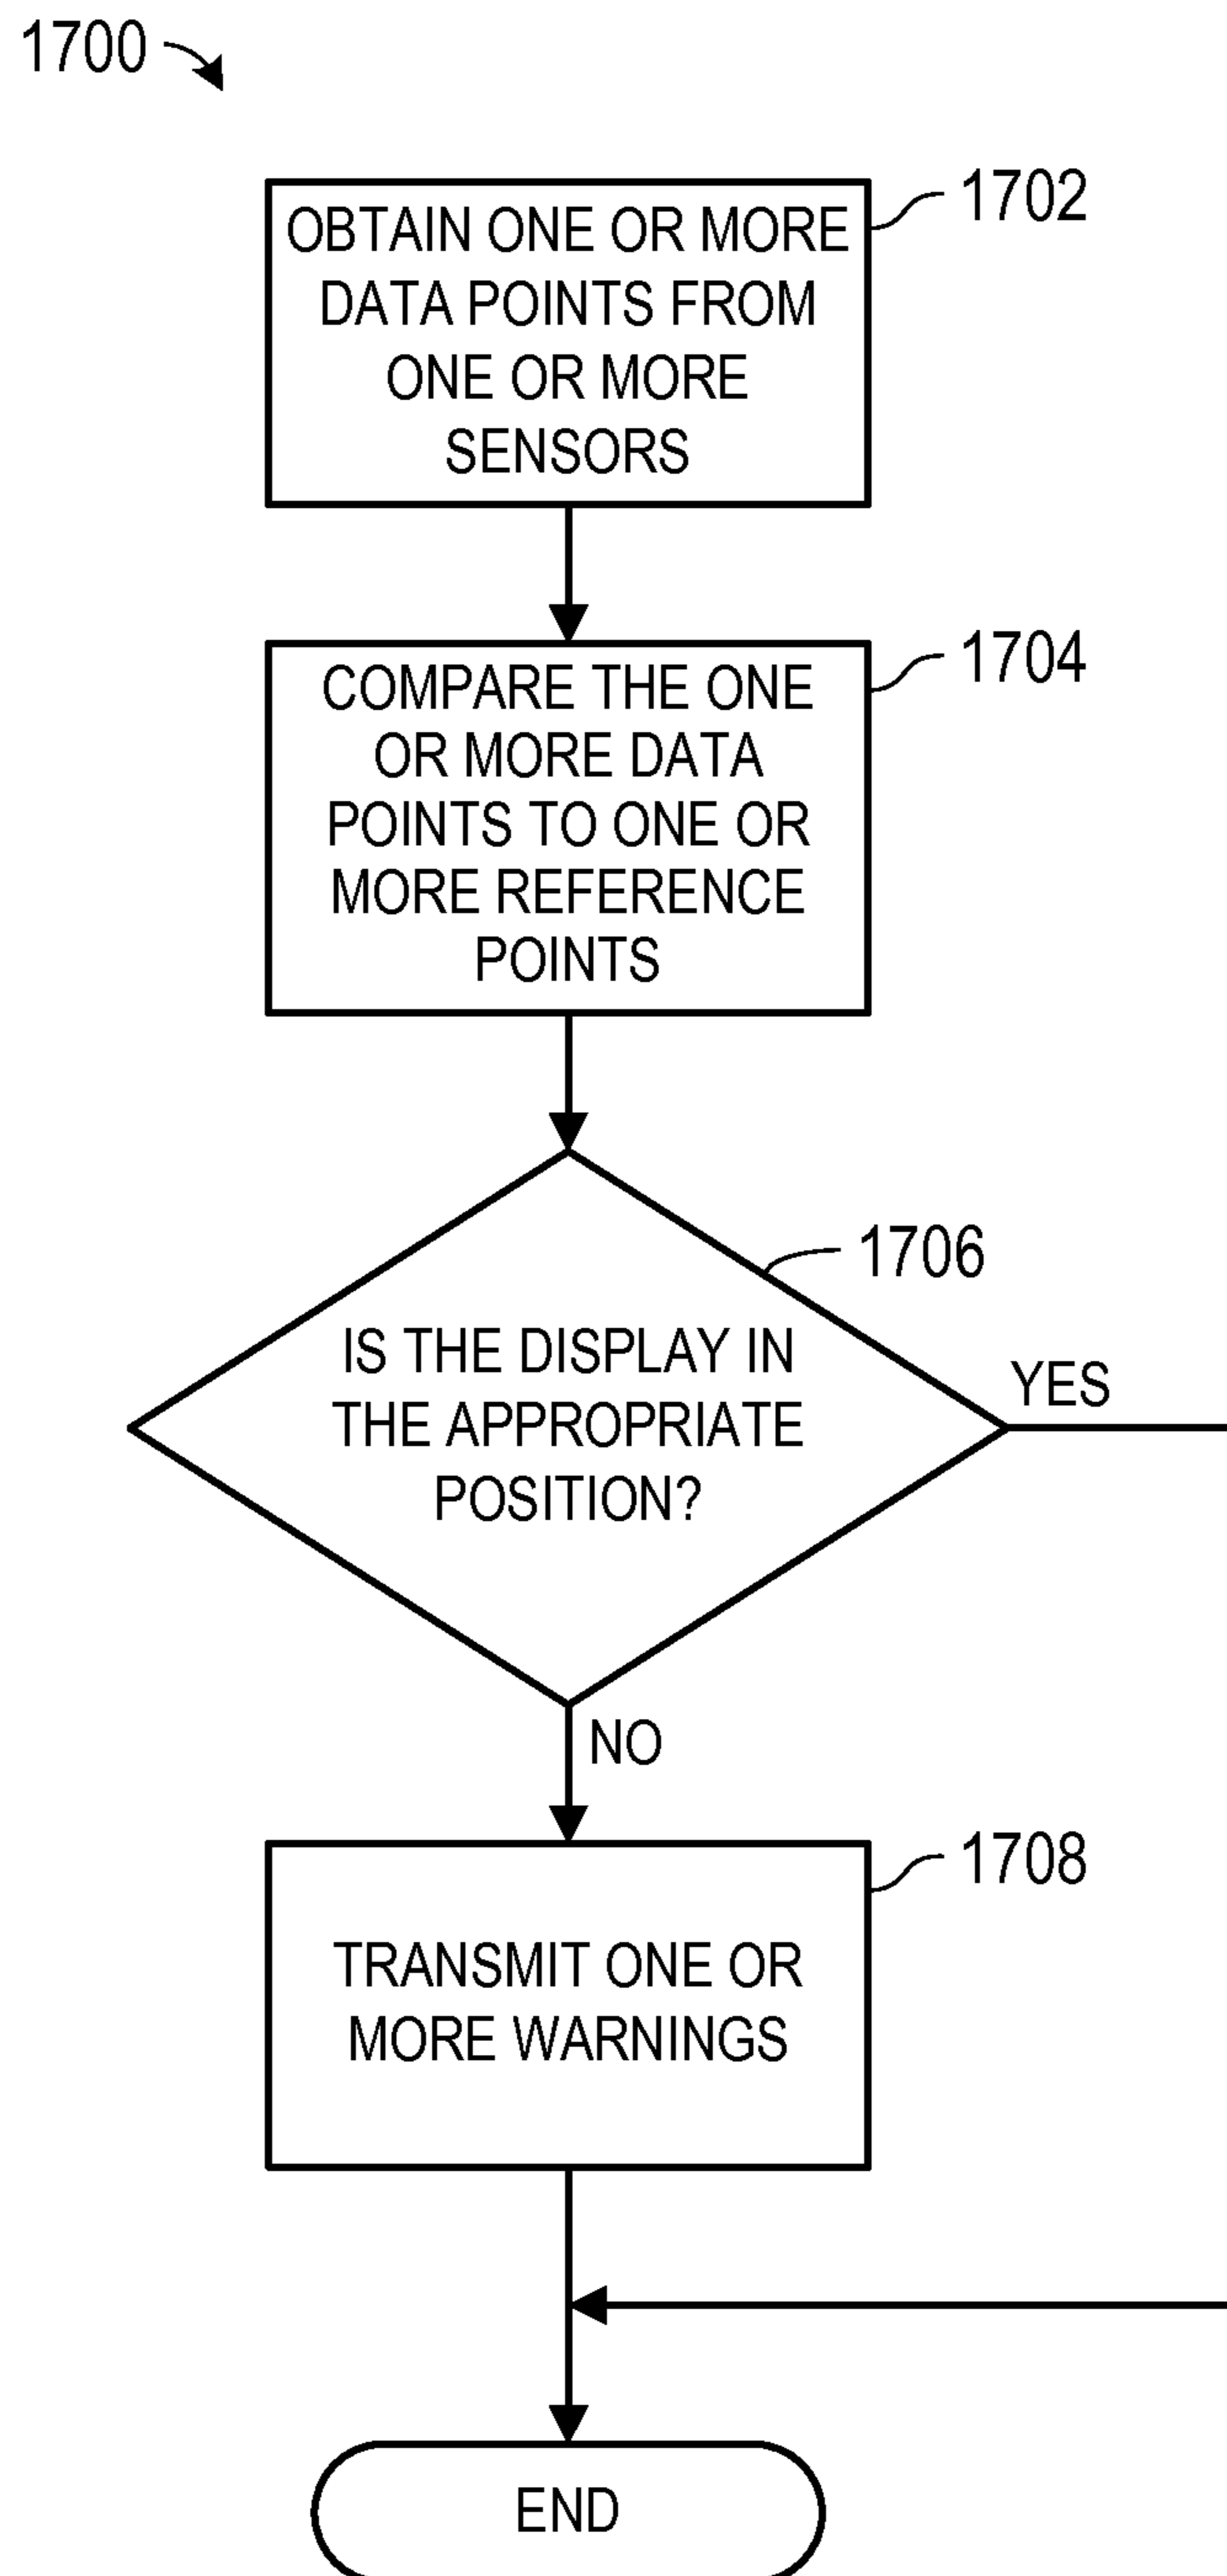 1700
OBTAIN ONE OR MORE
DATA POINTS FROM
ONE OR MORE
SENSORS
1702
COMPARE THE ONE
OR MORE DATA
POINTS TO ONE OR
MORE REFERENCE
POINTS
1704
IS THE DISPLAY IN
THE APPROPRIATE
POSITION?
1706
YES
NO
TRANSMIT ONE OR
MORE WARNINGS
1708
END